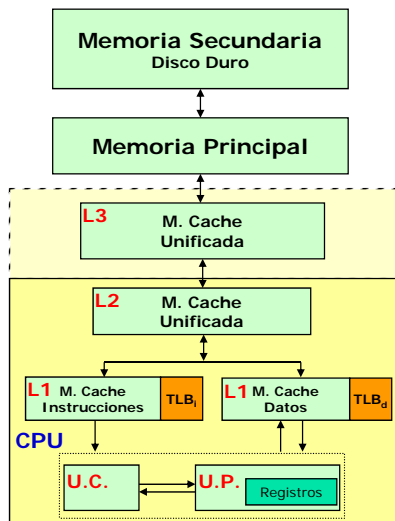 Memoria Secundaria
Disco Duro
Memoria Principal
L3
M. Cache
Unificada
L2
M. Cache
Unificada
L1
M. Cache
Instrucciones
TLBi
L1
M. Cache
Datos
TLBd
CPU
U.C.
U.P.
Registros